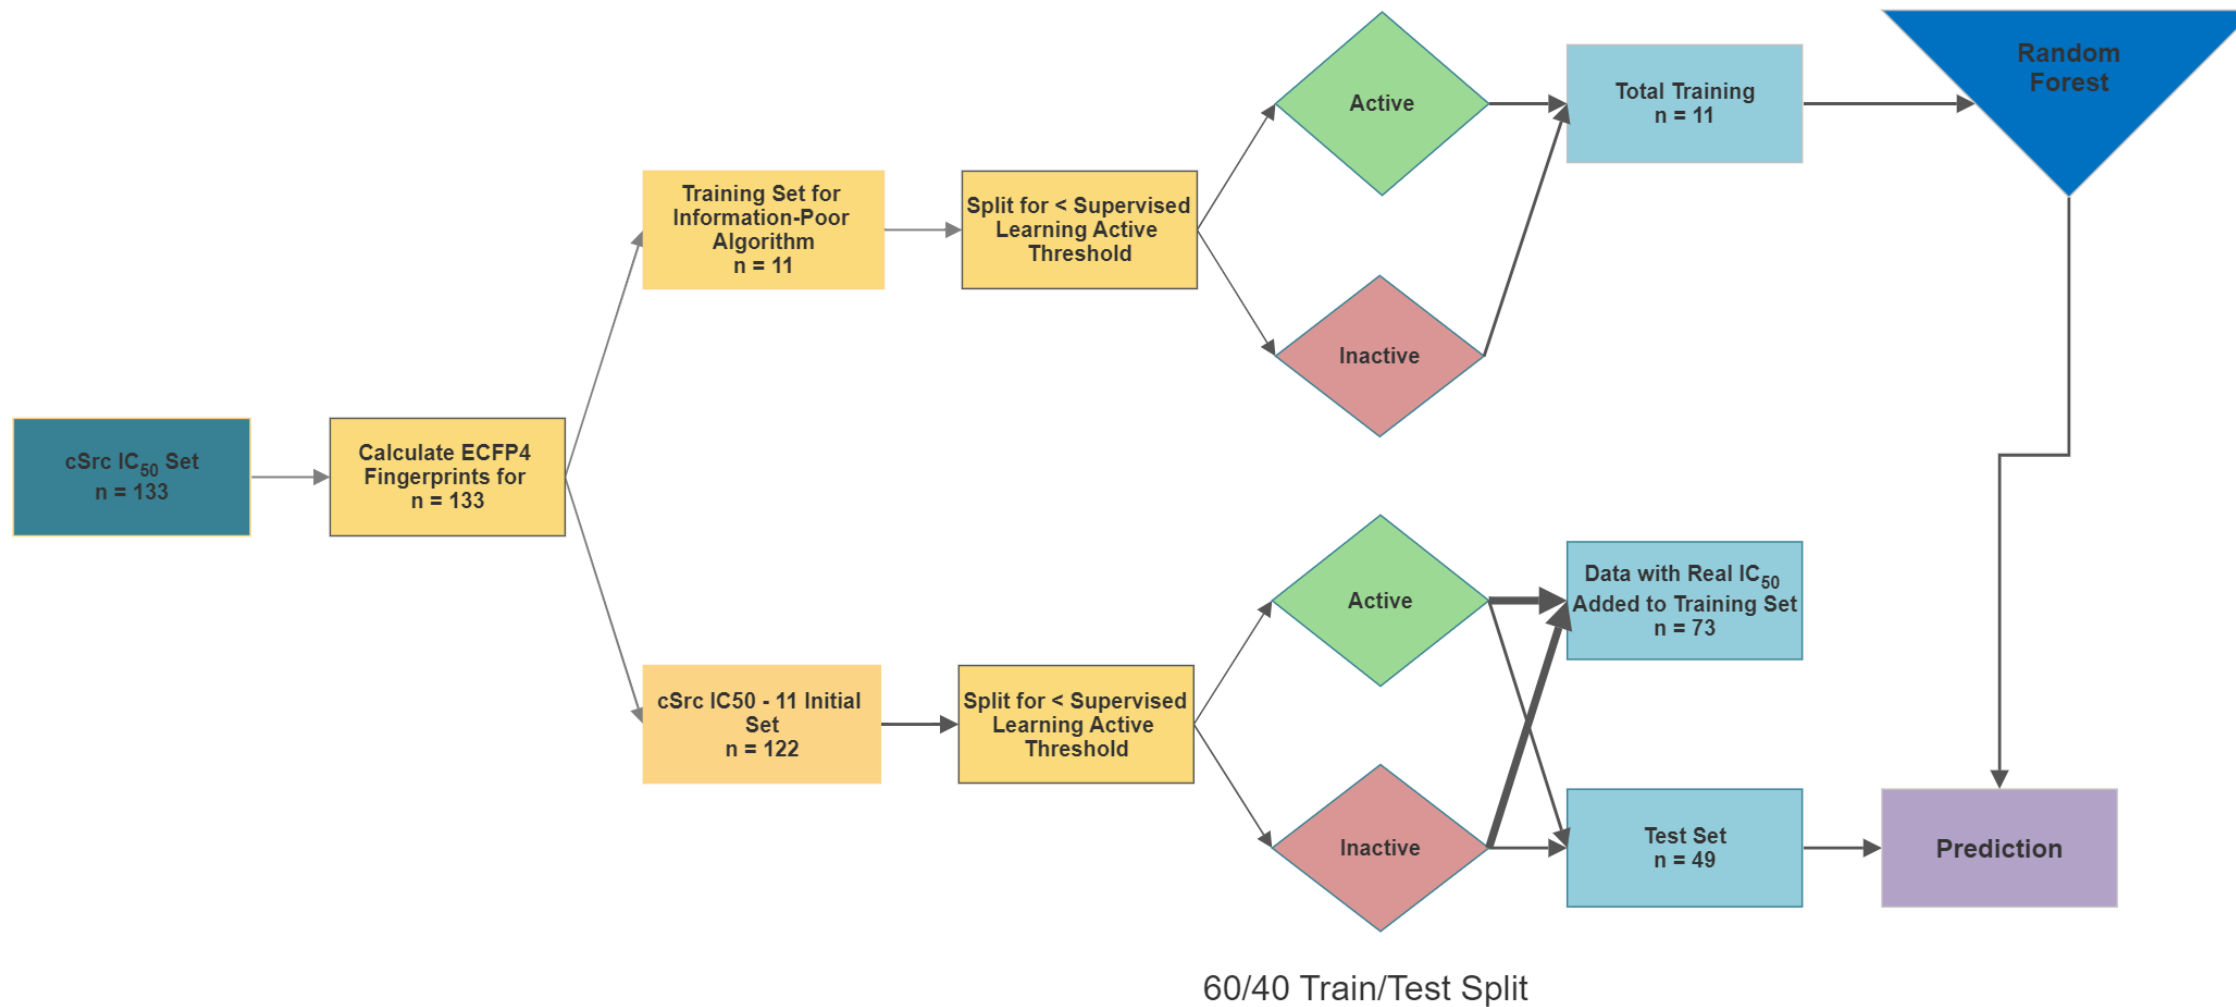 cSrc IC50 Set
n = 133
Calculate ECFP4
Fingerprints for
n = 133
Training Set for
Information-Poor
Algorithm
n = 11
Split for < Supervised
Learning Active
Threshold
Active
Inactive
Total Training
n = 11
Random
Forest
cSrc IC50 - 11 Initial
Set
n = 122
Split for < Supervised
Learning Active
Threshold
Active
Inactive
Data with Real IC50
Added to Training Set
n = 73
Test Set
n = 49
Prediction
60/40 Train/Test Split